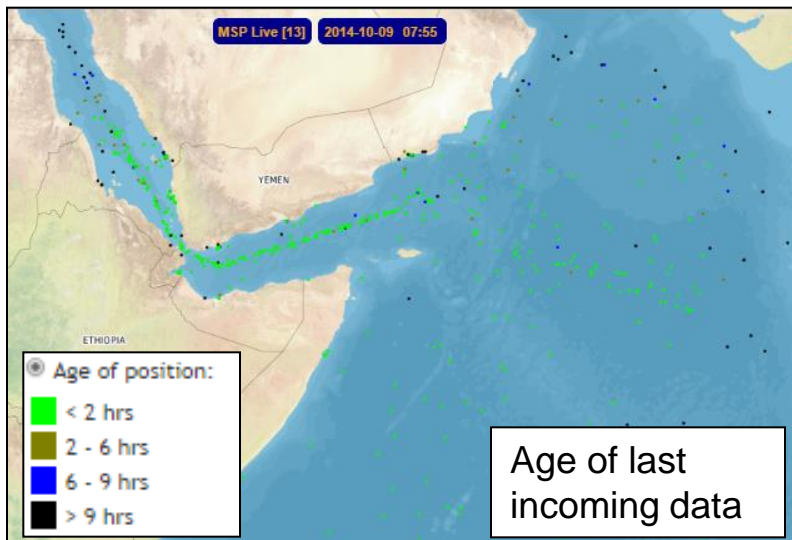 MSP Live [13] 2014-10-09 07:55
YEMEN
ETHIOPIA
Age of position:
< 2 hrs
2 - 6 hrs
6 - 9 hrs
> 9 hrs
Age of last
incoming data